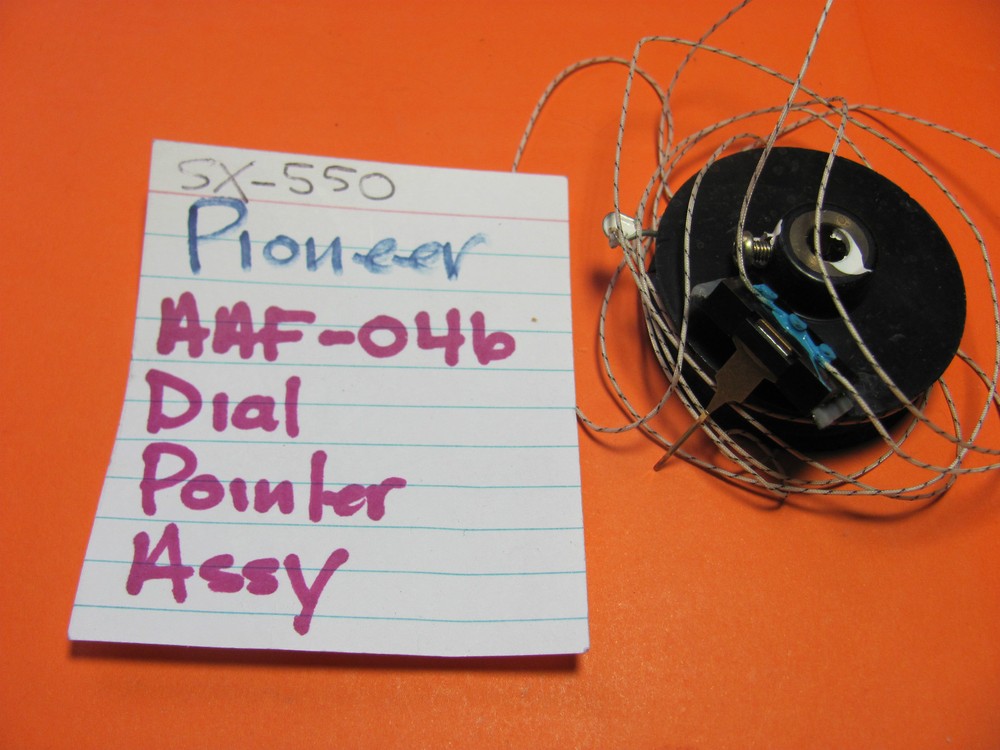 SX-550
Pioneer
AAF-046
Dial
Pointer
Assy